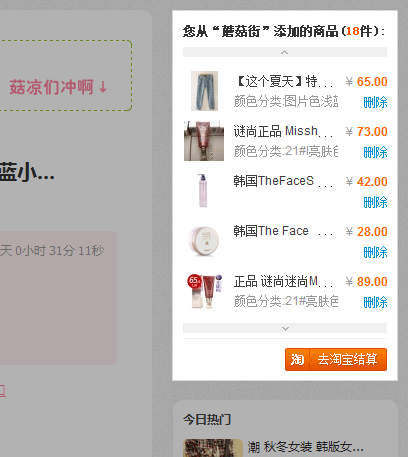 菇凉们冲啊↓
蓝小...
天 0小时 31分 11秒
您从“蘑菇街”添加的商品(18件):
【这个夏天】特...
¥ 65.00
颜色分类:图片色浅蓝
删除
谜尚正品 Missh...
¥ 73.00
颜色分类:21#l亮肤色
删除
韩国TheFaceS...
¥ 42.00
删除
韩国The Face ...
¥ 28.00
删除
65
正品 谜尚迷尚M...
¥ 89.00
颜色分类:21#亮肤色
删除
淘 去淘宝结算
今日热门
潮 秋冬女装 韩版女...